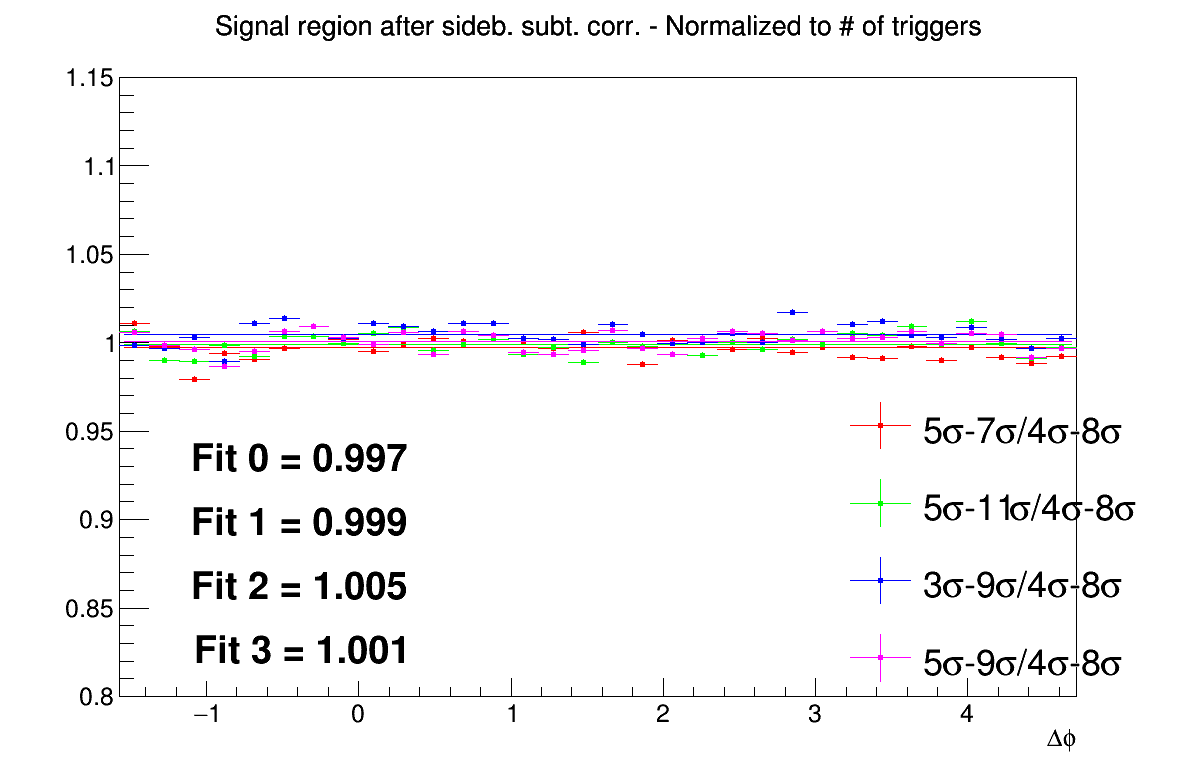 Signal region after sideb. subt. corr. - Normalized to # of triggers
1.15
1.1
1.05
1
0.95
0.9
0.85
0.8
Fit 0 = 0.997
Fit 1 = 0.999
Fit 2 = 1.005
Fit 3 = 1.001
5σ-7σ/4σ-8σ
5σ-11σ/4σ-8σ
3σ-9σ/4σ-8σ
5σ-9σ/4σ-8σ
−1 0 1 2 3 4
Δϕ